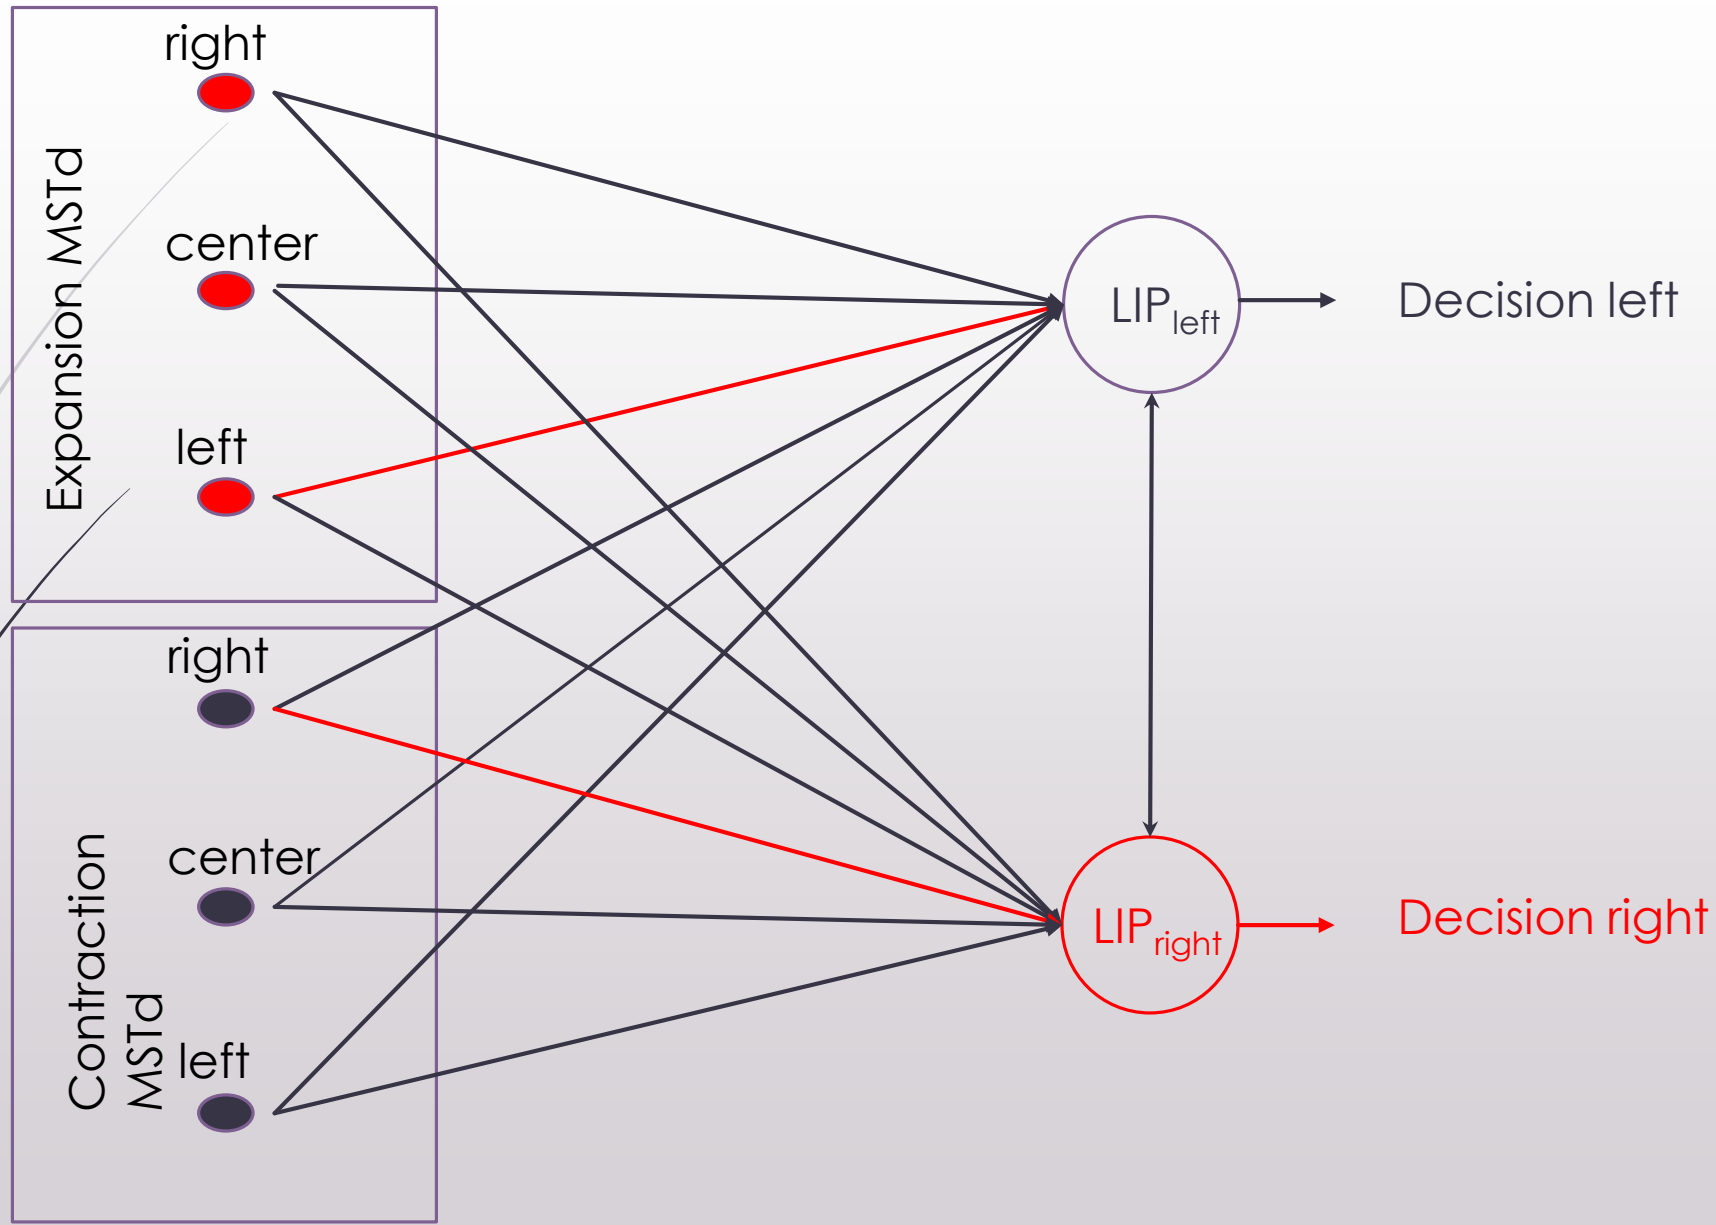 Expansion MSTd
right
center
left
Contraction
MSTd
right
center
left
LIPleft
Decision left
LIPright
Decision right